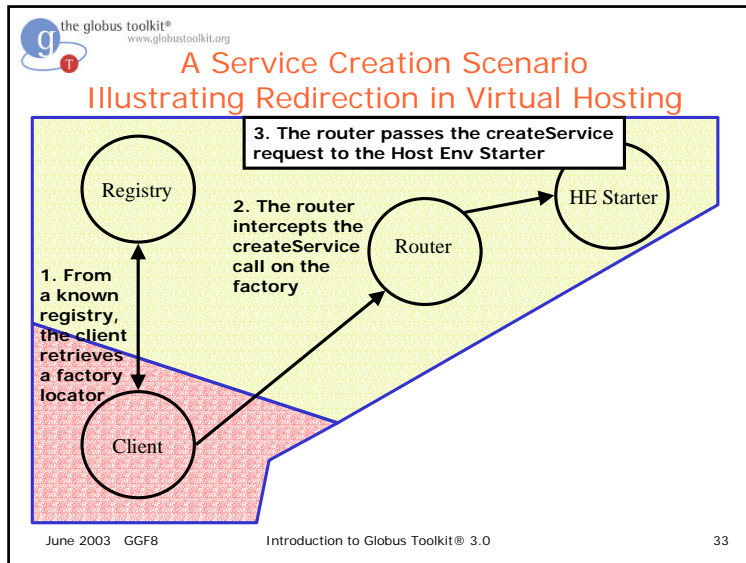 the globus toolkit®
www.globustoolkit.org
g
T
A Service Creation Scenario
Illustrating Redirection in Virtual Hosting
3. The router passes the createService
request to the Host Env Starter
Registry
HE Starter
2. The router
intercepts the
createService
call on the
factory
Router
1. From
a known
registry,
the client
retrieves
a factory
locator
Client
June 2003 GGF8
Introduction to Globus Toolkit® 3.0
33